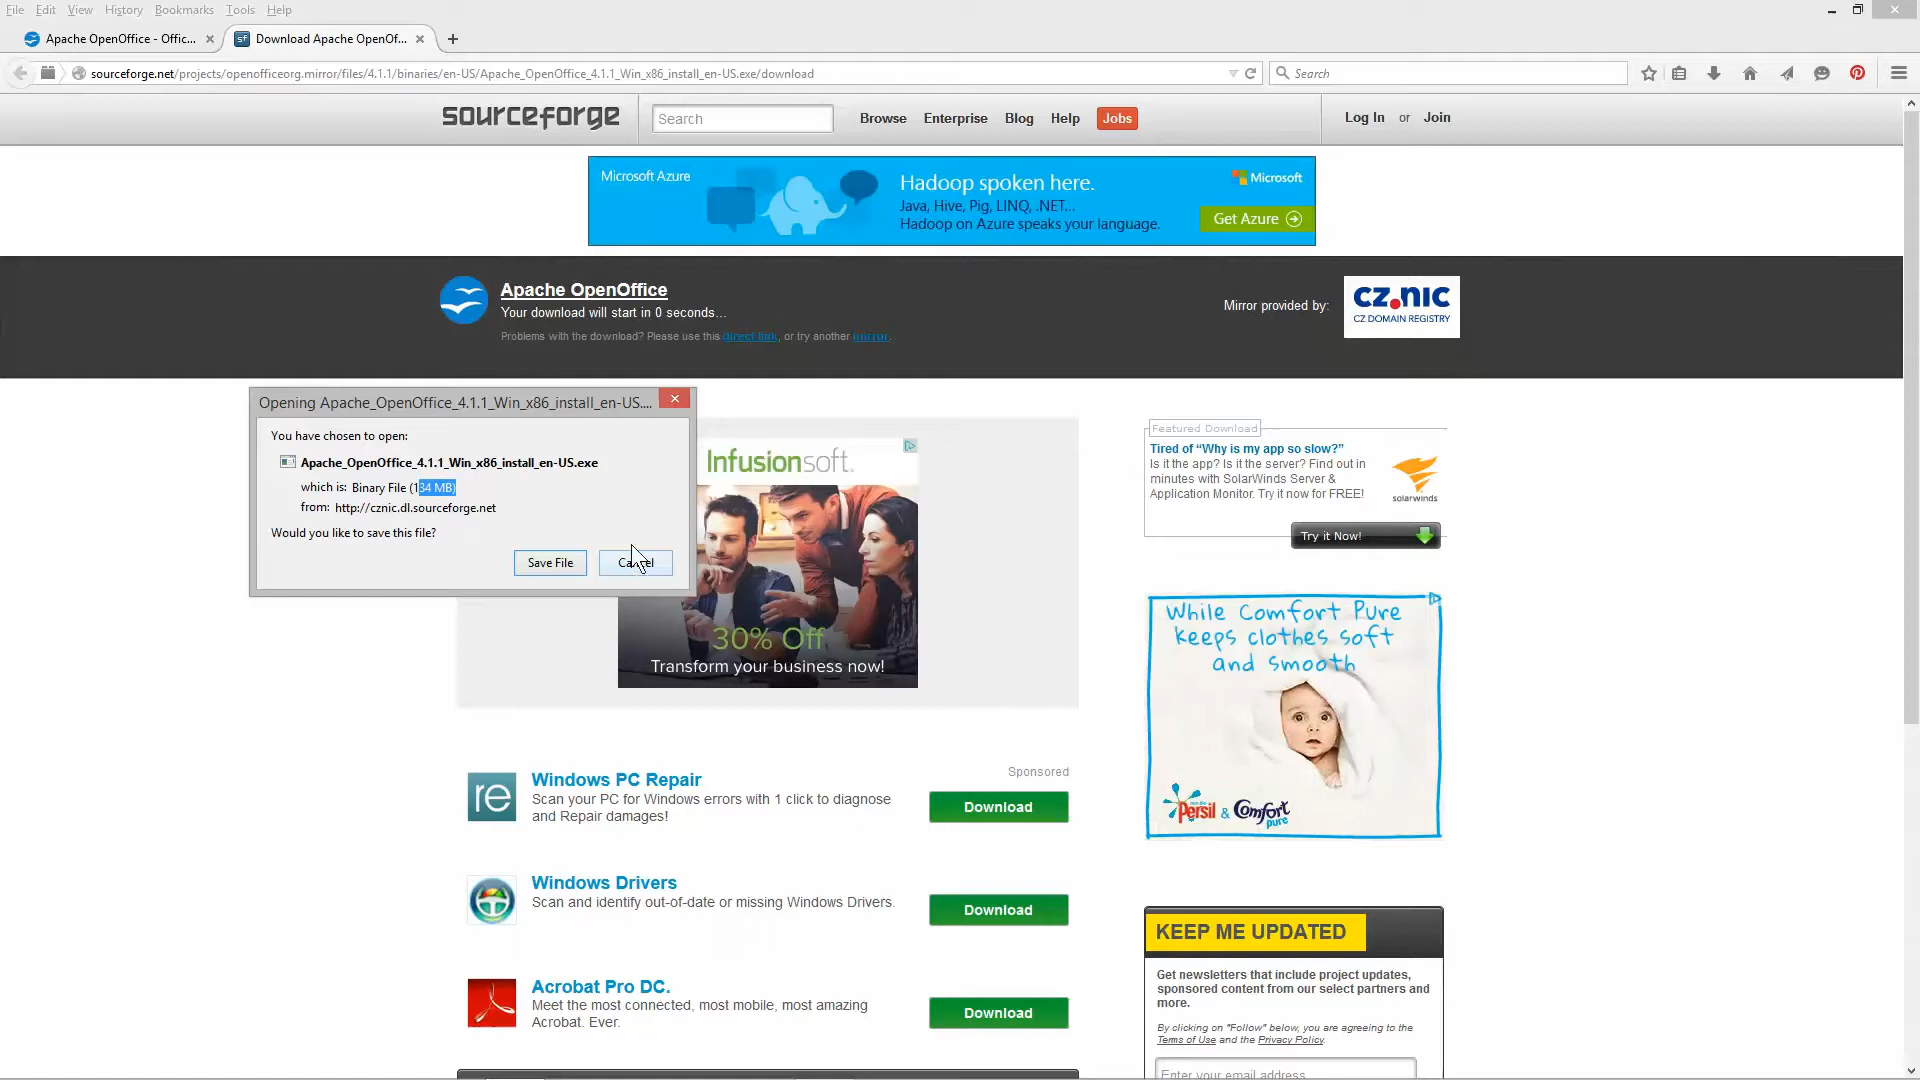 File Edit View History Bookmarks Tools Help
Apache OpenOffice - Offic...
Download Apache OpenOf...
sourceforge.net/projects/openofficeorg.mirror/files/4.1.1/binaries/en-US/Apache_OpenOffice_4.1.1_Win_x86_install_en-US.exe/download
Search
sourceforge
Search
Browse Enterprise Blog Help Jobs
Log In or Join
Microsoft Azure
Hadoop spoken here.
Java, Hive, Pig, LINQ, .NET...
Hadoop on Azure speaks your language.
Microsoft
Get Azure
Apache OpenOffice
Your download will start in 0 seconds...
Problems with the download? Please use this direct link, or try another mirror.
Mirror provided by:
CZ.NIC
CZ DOMAIN REGISTRY
Opening Apache_OpenOffice_4.1.1_Win_x86_install_en-US....
You have chosen to open:
Apache_OpenOffice_4.1.1_Win_x86_install_en-US.exe
which is: Binary File (134 MB)
from: http://cznic.dl.sourceforge.net
Would you like to save this file?
Save File
Infusionsoft.
30% Off
Transform your business now!
Featured Download
Tired of “Why is my app so slow?”
Is it the app? Is it the server? Find out in
minutes with SolarWinds Server &
Application Monitor. Try it now for FREE!
solarwinds
Try it Now!
While Comfort Pure
keeps clothes soft
and smooth
Persil & Comfort
pure
Sponsored
re
Windows PC Repair
Scan your PC for Windows errors with 1 click to diagnose
and Repair damages!
Download
Windows Drivers
Scan and identify out-of-date or missing Windows Drivers.
Download
Acrobat Pro DC.
Meet the most connected, most mobile, most amazing
Acrobat. Ever.
Download
KEEP ME UPDATED
Get newsletters that include project updates,
sponsored content from our select partners and
more.
By clicking on "Follow" below, you are agreeing to the
Terms of Use and the Privacy Policy.
Enter your email address